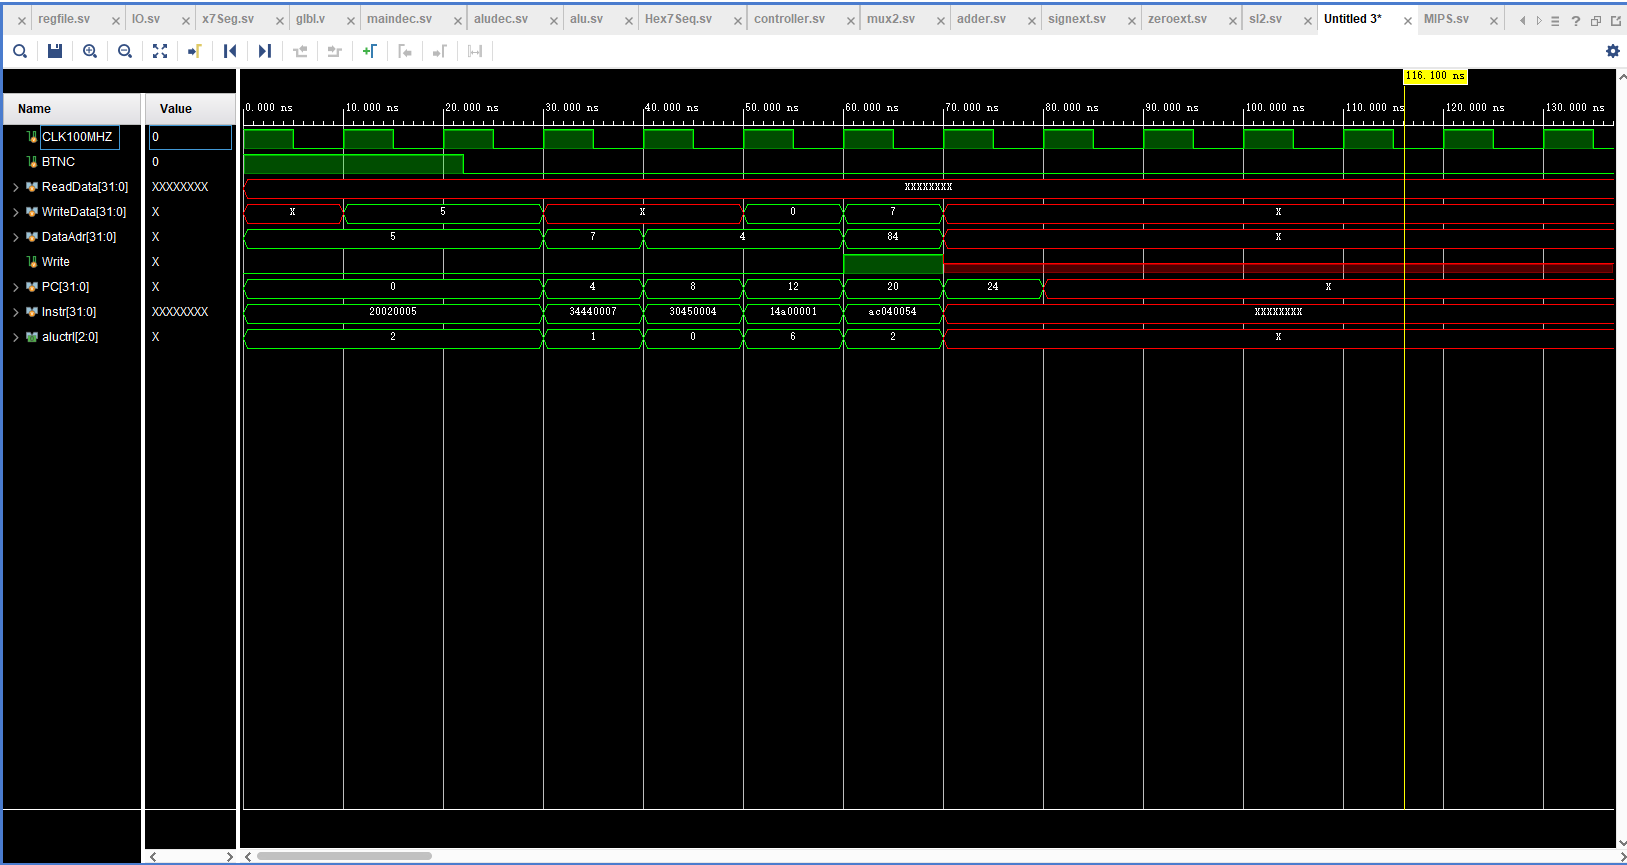 regfile.sv IO.sv x7Seg.sv glbl.v maindec.sv aludec.sv alu.sv Hex7Seq.sv controller.sv mux2.sv adder.sv signext.sv zeroext.sv sl2.sv Untitled 3* MIPS.sv
116.100 ns
Name Value 0.000 ns 10.000 ns 20.000 ns 30.000 ns 40.000 ns 50.000 ns 60.000 ns 70.000 ns 80.000 ns 90.000 ns 100.000 ns 110.000 ns 120.000 ns 130.000 ns
CLK100MHZ 0
BTNC 0
ReadData[31:0] XXXXXXXX XXXXXXXX
WriteData[31:0] X X 5 X 0 7 X
DataAdr[31:0] X 5 7 4 84 X
Write X
PC[31:0] X 0 4 8 12 20 24 X
Instr[31:0] XXXXXXXX 20020005 34440007 30450004 14a00001 ac040054 XXXXXXXX
aluctrl[2:0] X 2 1 0 6 2 X